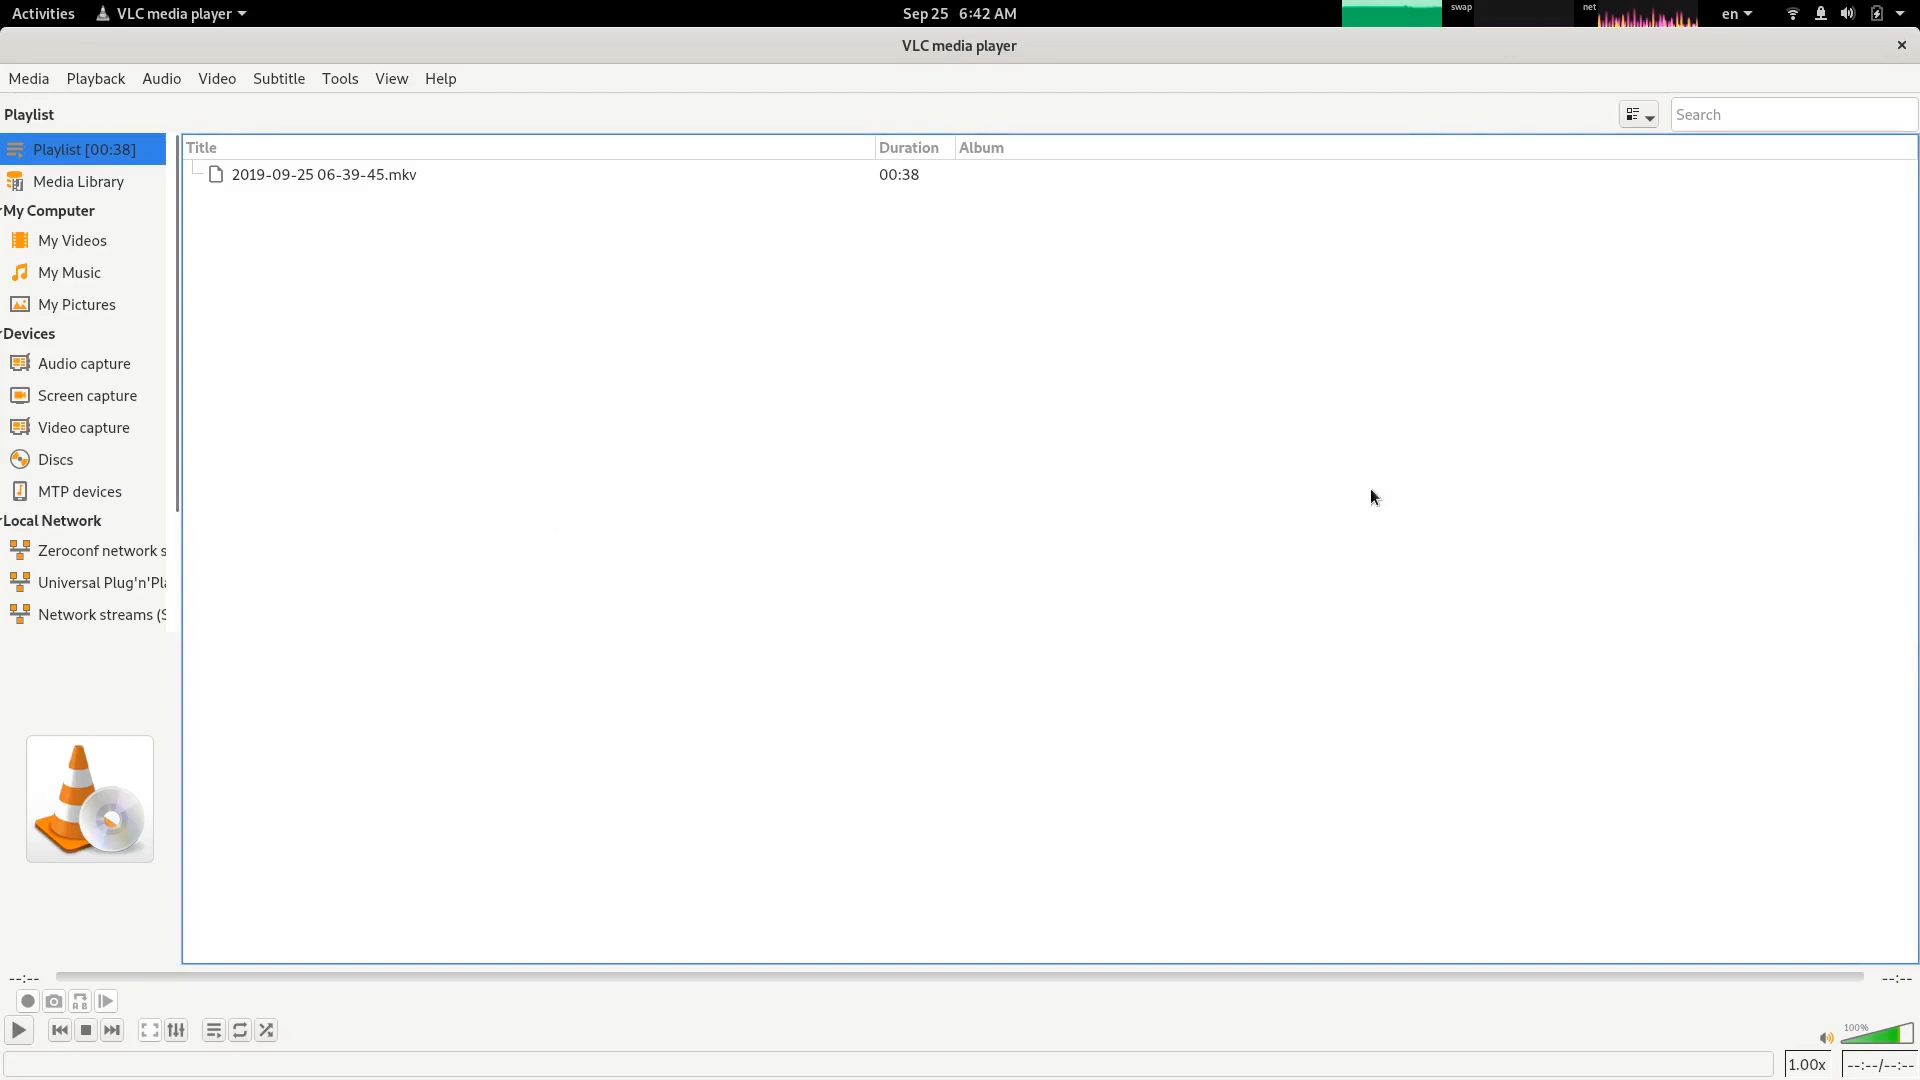 Activities VLC media player Sep 25 6:42 AM swap net en
VLC media player
Media Playback Audio Video Subtitle Tools View Help
Playlist
Search
Playlist [00:38]
Media Library
My Computer
My Videos
My Music
My Pictures
Devices
Audio capture
Screen capture
Video capture
Discs
MTP devices
Local Network
Zeroconf network s
Universal Plug'n'Pla
Network streams (S
Title Duration Album
2019-09-25 06-39-45.mkv 00:38
--:-- --:--
A B
100%
1.00x --:--/--:--